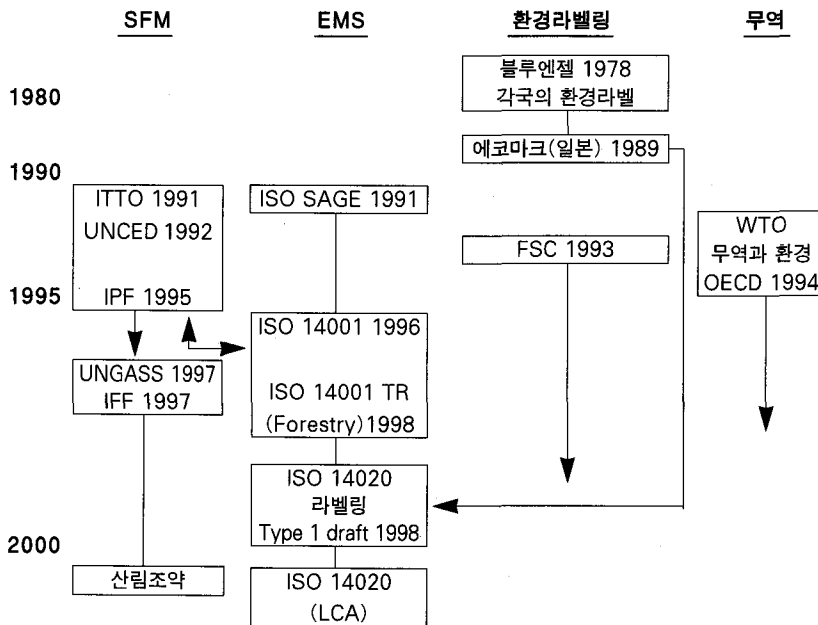 SFM
EMS
환경라벨링
무역
블루엔젤 1978
각국의 환경라벨
1980
에코마크(일본) 1989
1990
ITTO 1991
UNCED 1992
IPF 1995
ISO SAGE 1991
FSC 1993
WTO
무역과 환경
OECD 1994
1995
ISO 14001 1996
ISO 14001 TR
(Forestry)1998
UNGASS 1997
IFF 1997
ISO 14020
라벨링
Type 1 draft 1998
2000
산림조약
ISO 14020
(LCA)